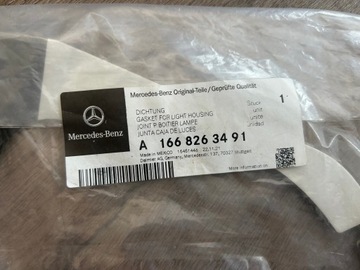 Mercedes-Benz Original-Teile/Geprüfte Qualität
DICHTUNG
GASKET FOR LIGHT HOUSING
JOINT P BOITIER LAMPE
JUNTA CAJA DE LUCES
Stück
unit
unité
unidad
1
Mercedes-Benz
A 166 826 34 91
Made in MEXICO
Daimler AG, Germany, Mercedesstr. 137, 70327 Stuttgart
More information